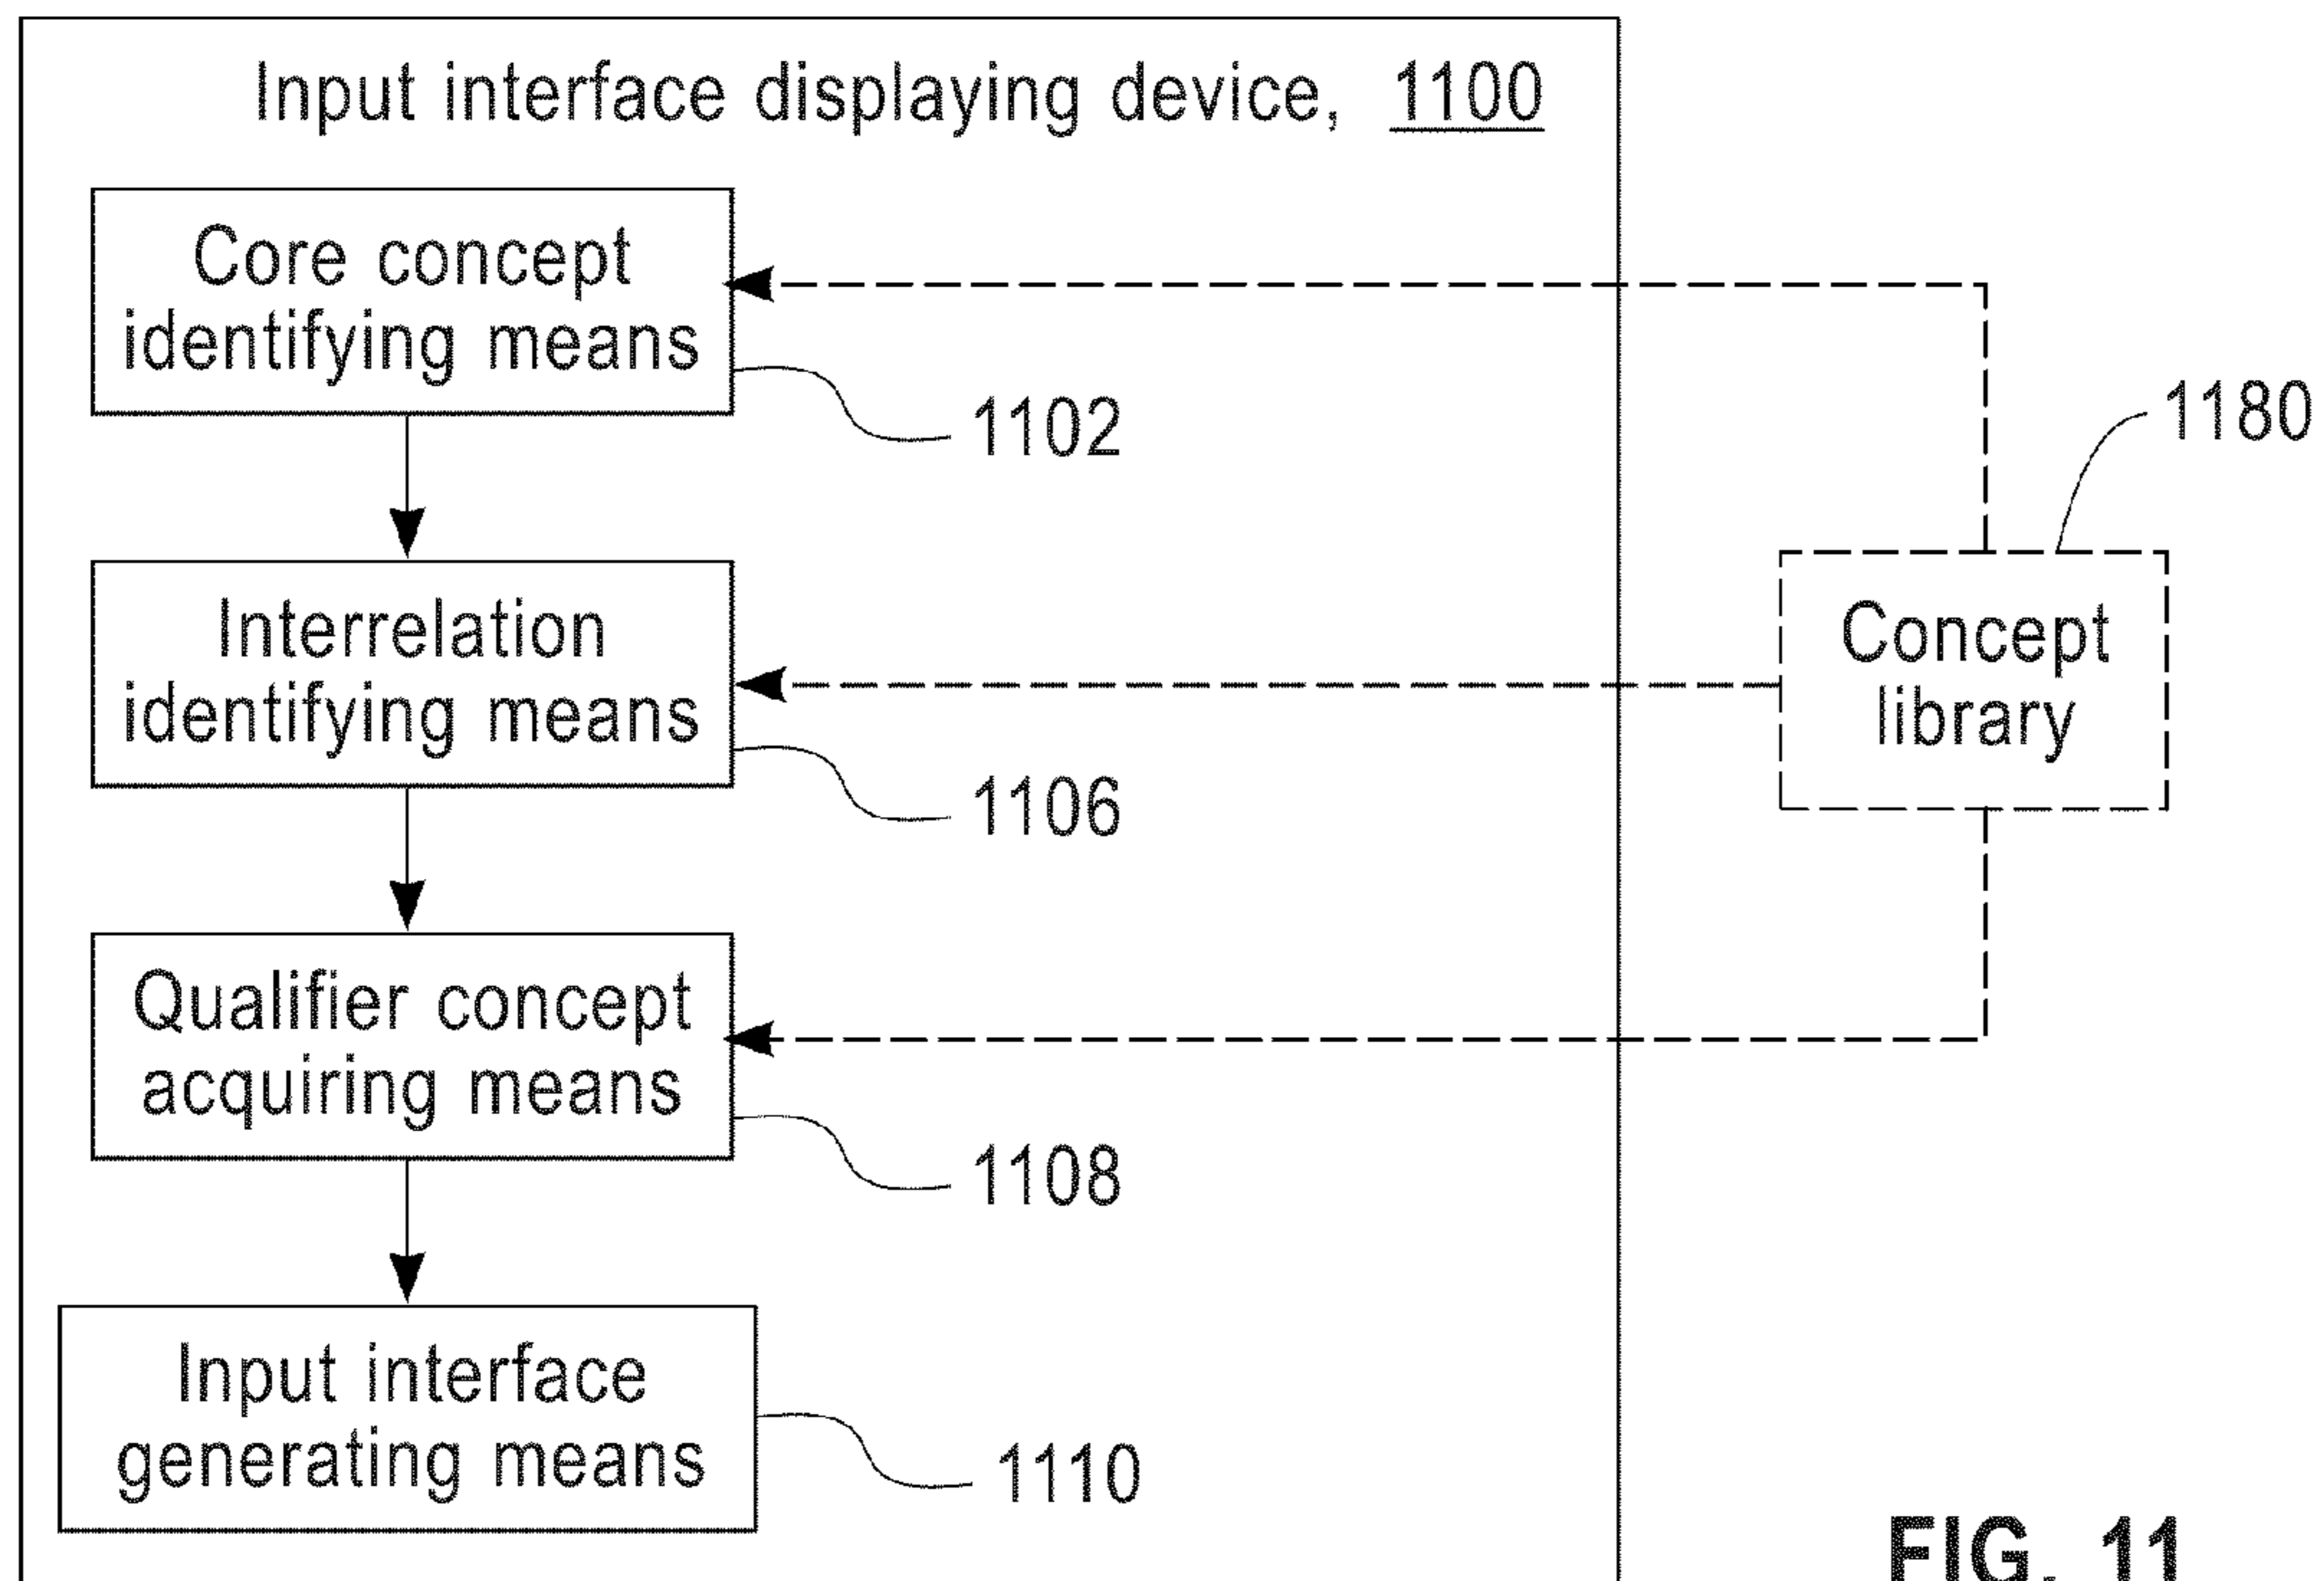 Input interface displaying device, 1100
Core concept
identifying means
1102
1180
Interrelation
identifying means
1106
Concept
library
Qualifier concept
acquiring means
1108
Input interface
generating means
1110
FIG. 11